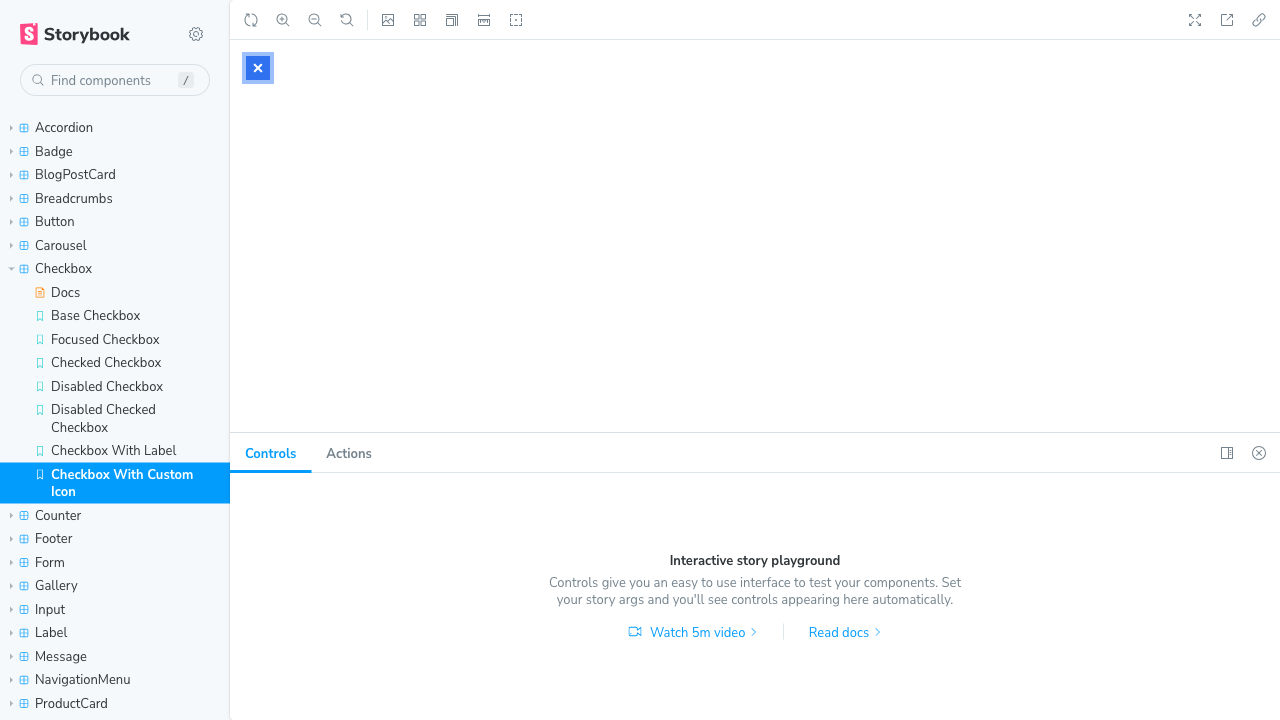 Storybook
Find components
/
Accordion
Badge
BlogPostCard
Breadcrumbs
Button
Carousel
Checkbox
Docs
Base Checkbox
Focused Checkbox
Checked Checkbox
Disabled Checkbox
Disabled Checked
Checkbox
Checkbox With Label
Checkbox With Custom
Icon
Counter
Footer
Form
Gallery
Input
Label
Message
NavigationMenu
ProductCard
Controls
Actions
Interactive story playground
Controls give you an easy to use interface to test your components. Set
your story args and you'll see controls appearing here automatically.
Watch 5m video
Read docs